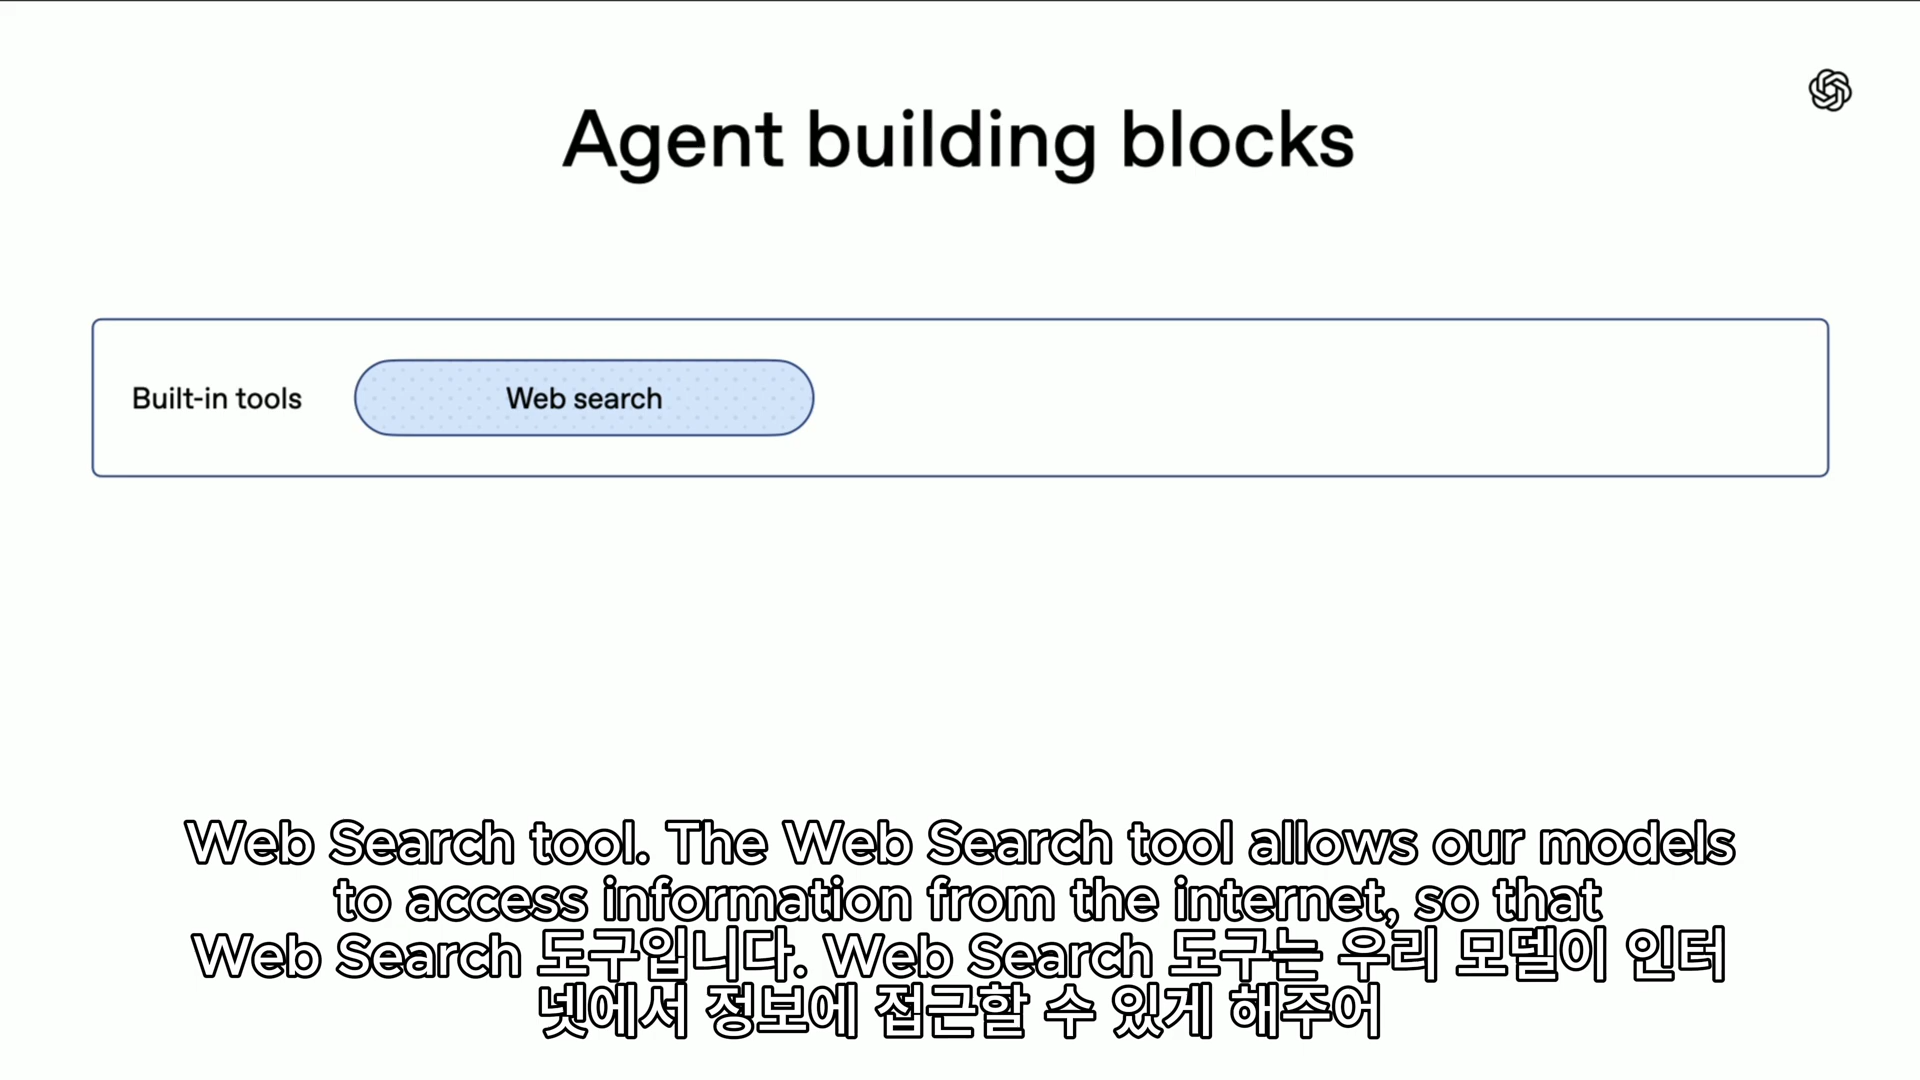 Agent building blocks
Built-in tools
Web search
Web Search tool. The Web Search tool allows our models
to access information from the internet, so that
Web Search 도구입니다. Web Search 도구는 우리 모델이 인터
넷에서 정보에 접근할 수 있게 해주어